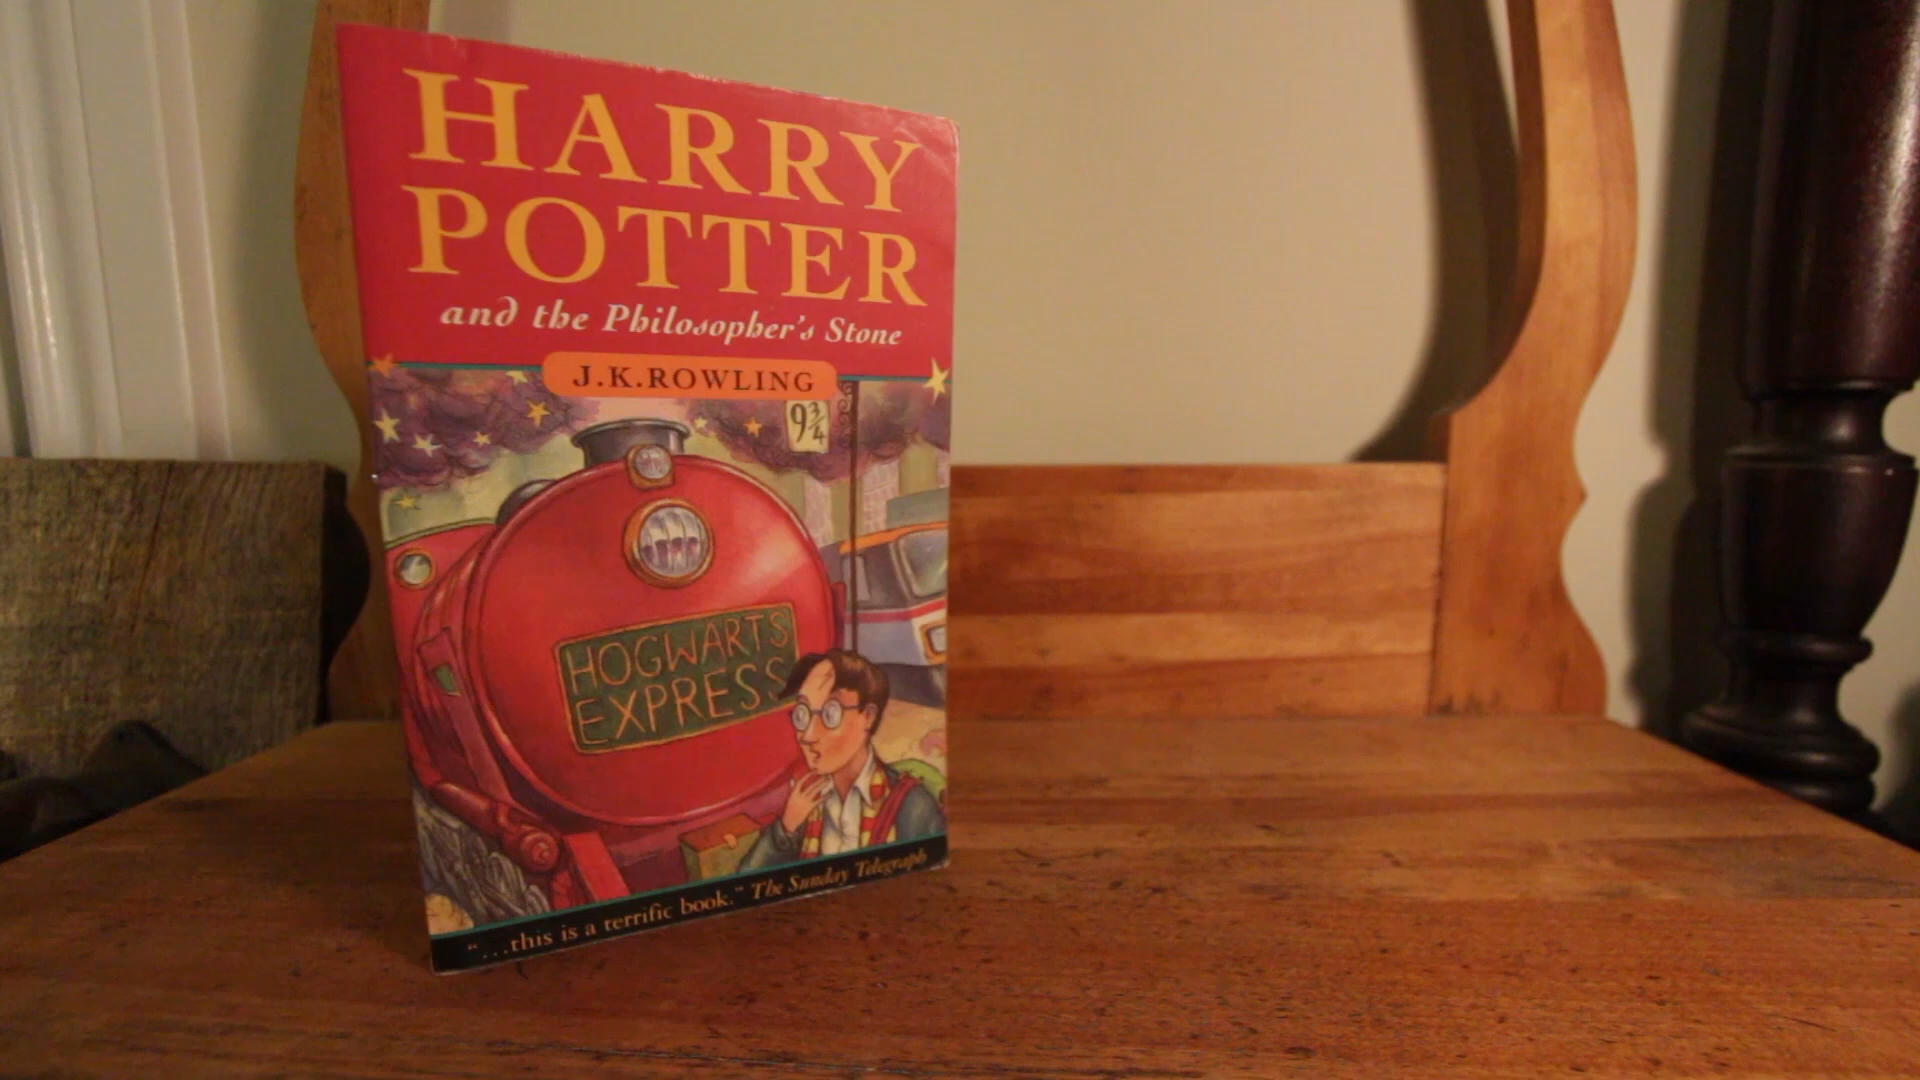 HARRY
POTTER
and the Philosopher's Stone
J.K.ROWLING
9¾
HOGWARTS
EXPRESS
"...this is a terrific book." The Sunday Telegraph